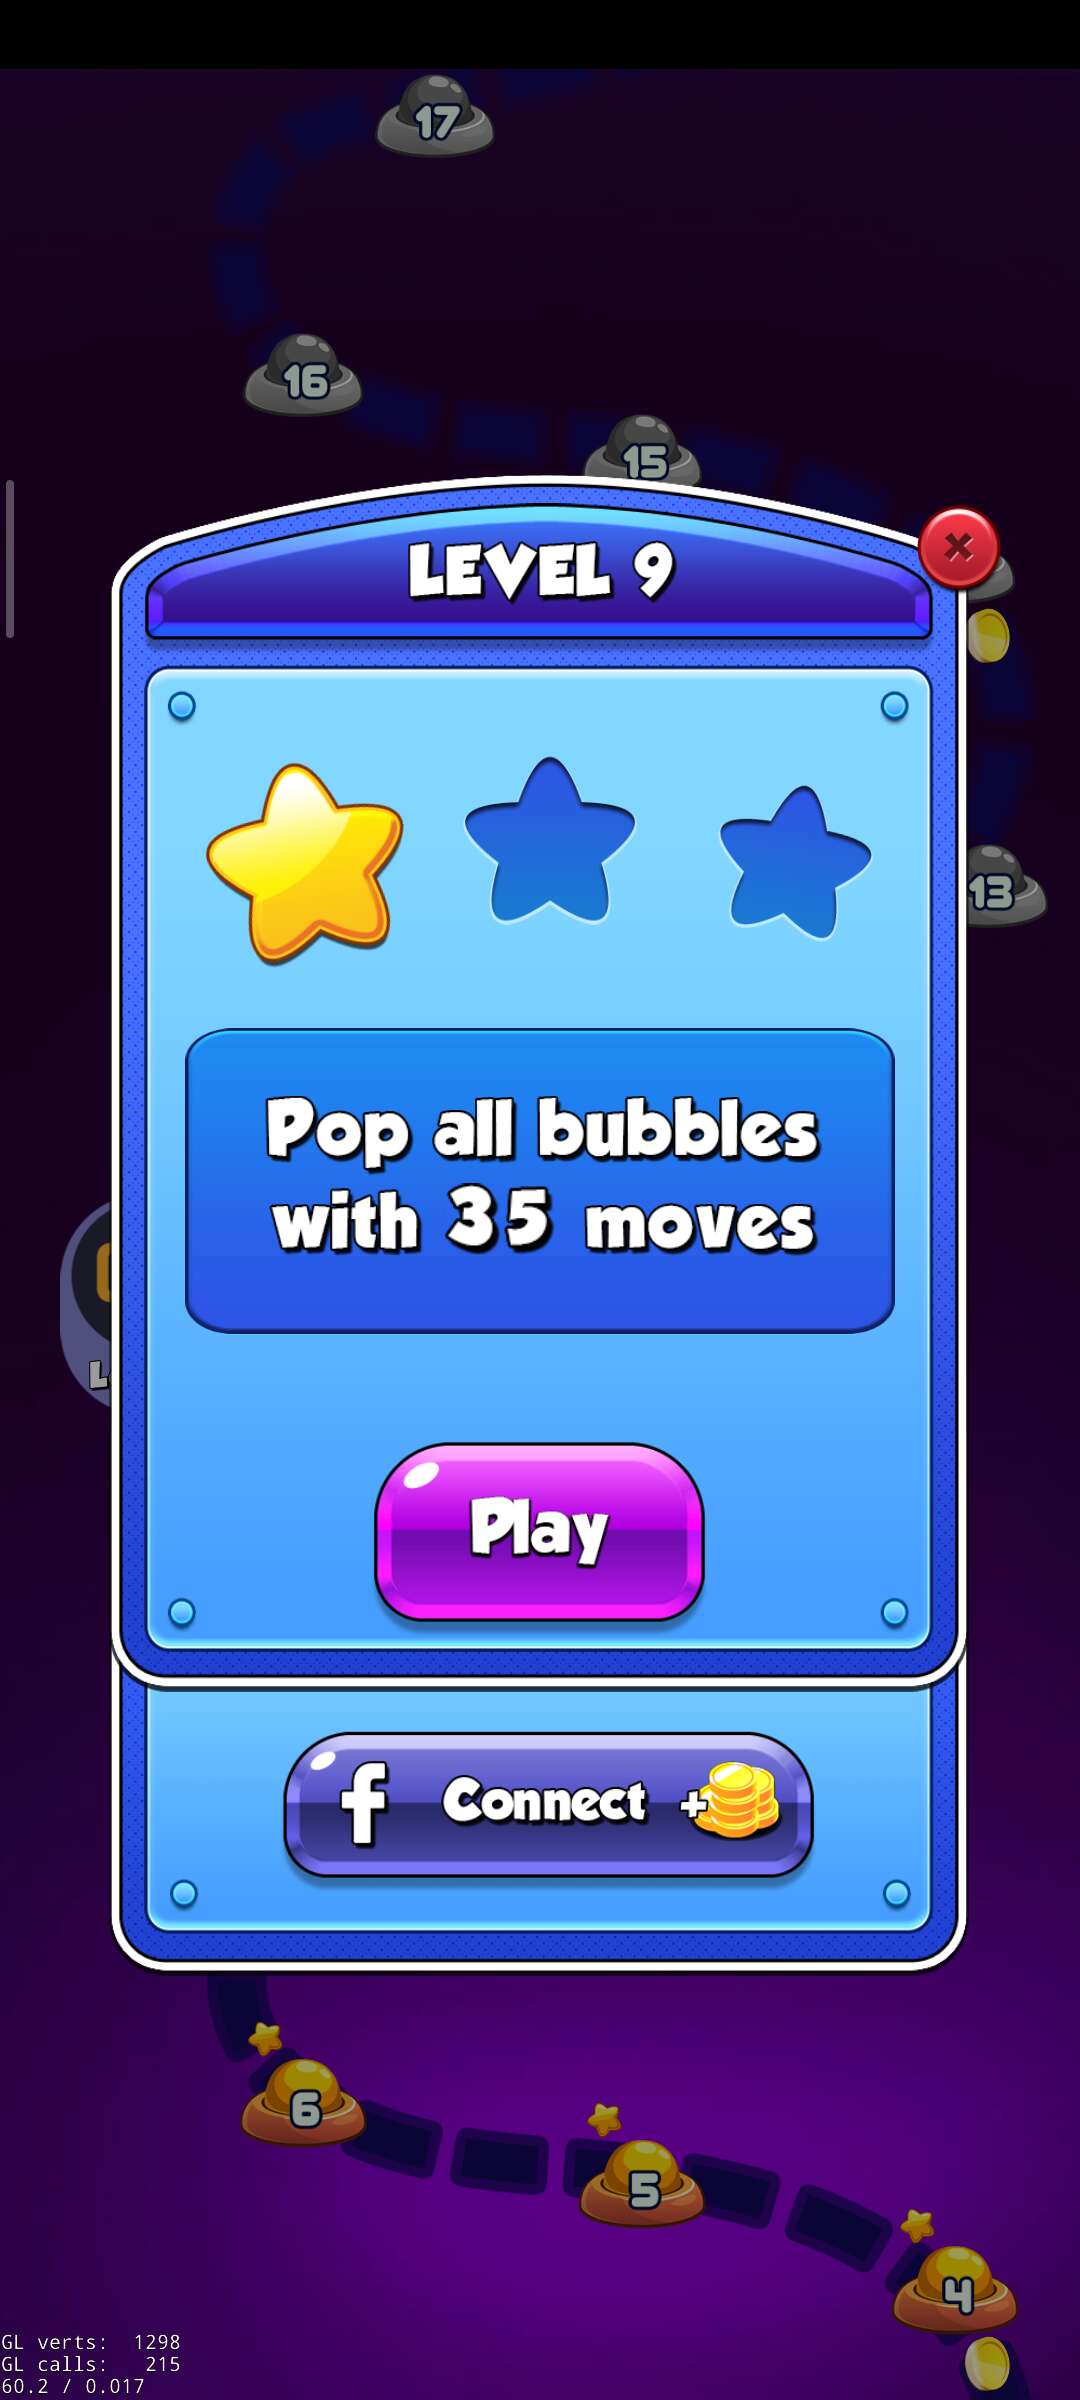 17
16
15
LEVEL 9
13
Pop all bubbles
with 35 moves
Play
f Connect +
6
5
4
GL verts: 1298
GL calls: 215
60.2 / 0.017